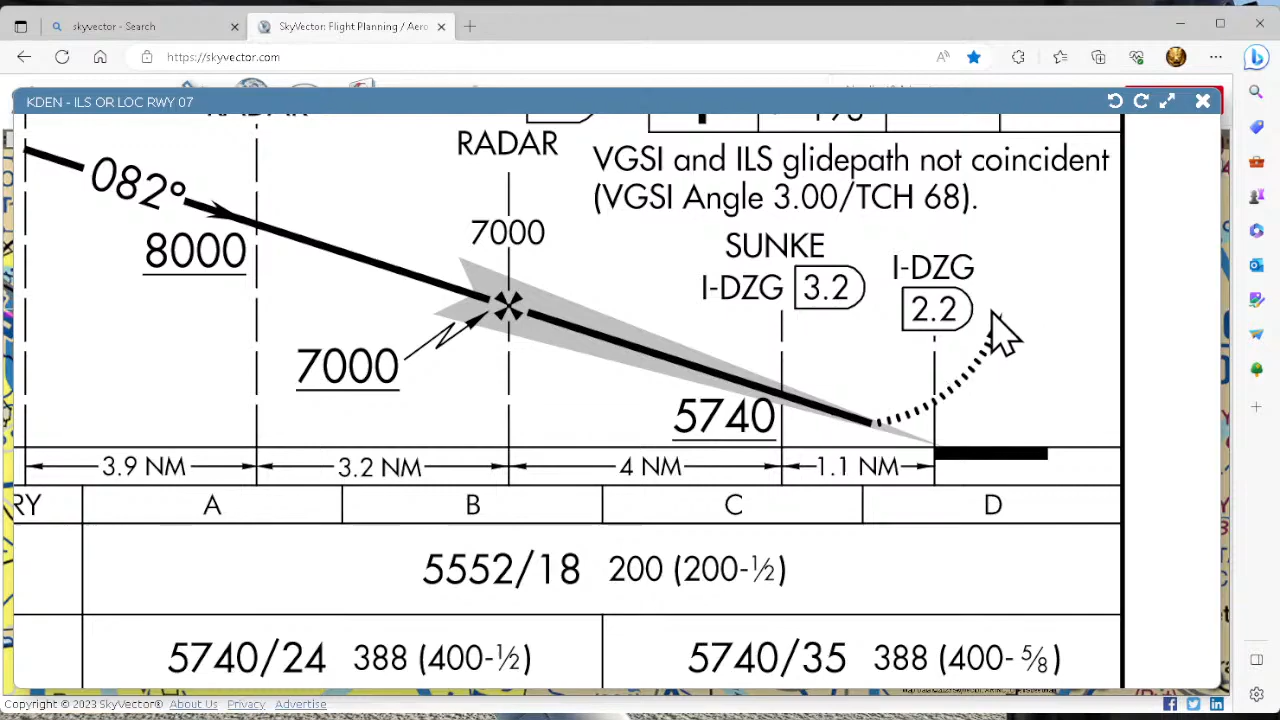 skyvector - Search
SkyVector: Flight Planning / Aero
https://skyvector.com
KDEN - ILS OR LOC RWY 07
RADAR
RADAR
VGSI and ILS glidepath not coincident
(VGSI Angle 3.00/TCH 68).
082°
8000
7000
SUNKE
I-DZG 3.2
I-DZG
2.2
7000
5740
3.9 NM
3.2 NM
4 NM
1.1 NM
RY
A
B
C
D
5552/18 200 (200-½)
5740/24 388 (400-½)
5740/35 388 (400-⅝)
Copyright © 2023 SkyVector® About Us Privacy Advertise